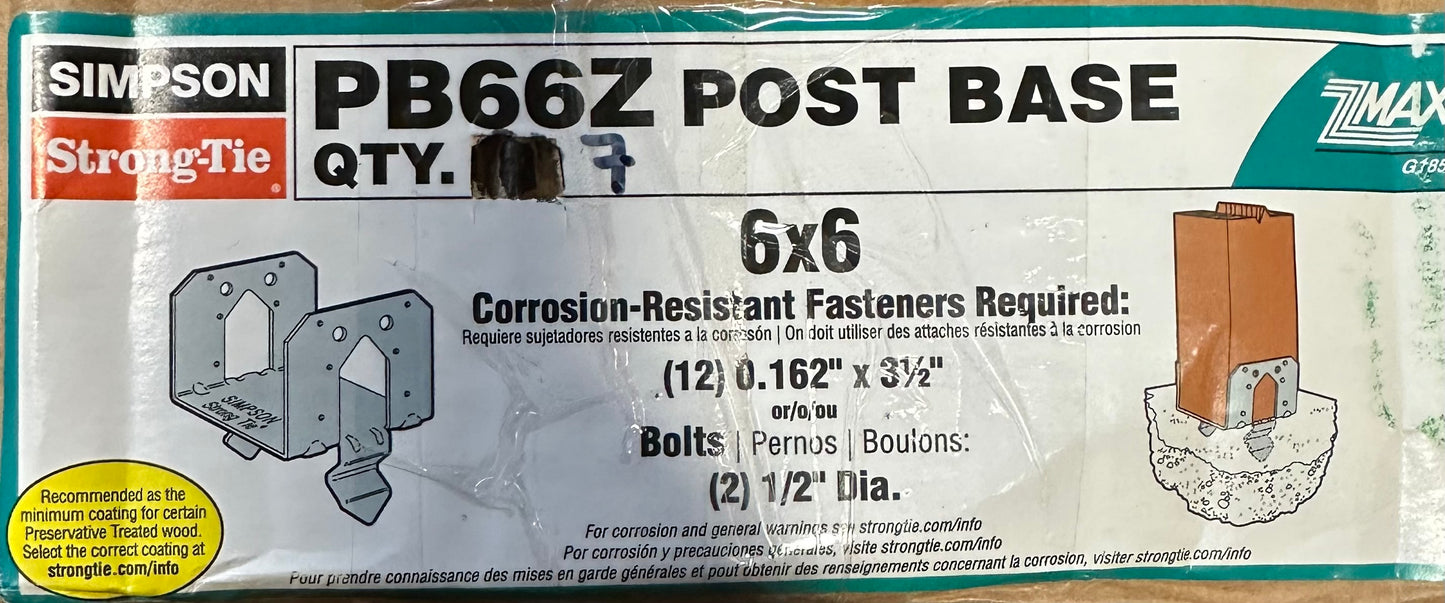 SIMPSON
Strong-Tie
PB66Z POST BASE
QTY. 7
ZMAX
G185
6x6
Corrosion-Resistant Fasteners Required:
Requiere sujetadores resistentes a la corrosón | On doit utiliser des attaches résistantes à la corrosion
(12) 0.162" x 3½"
or/o/ou
Bolts | Pernos | Boulons:
(2) 1/2" Dia.
SIMPSON
Strong Tie
Recommended as the
minimum coating for certain
Preservative Treated wood.
Select the correct coating at
strongtie.com/info
For corrosion and general warnings see strongtie.com/info
Por corrosión y precauciones generales, visite strongtie.com/info
Pour prendre connaissance des mises en garde générales et pour obtenir des renseignements concernant la corrosion, visiter strongtie.com/info